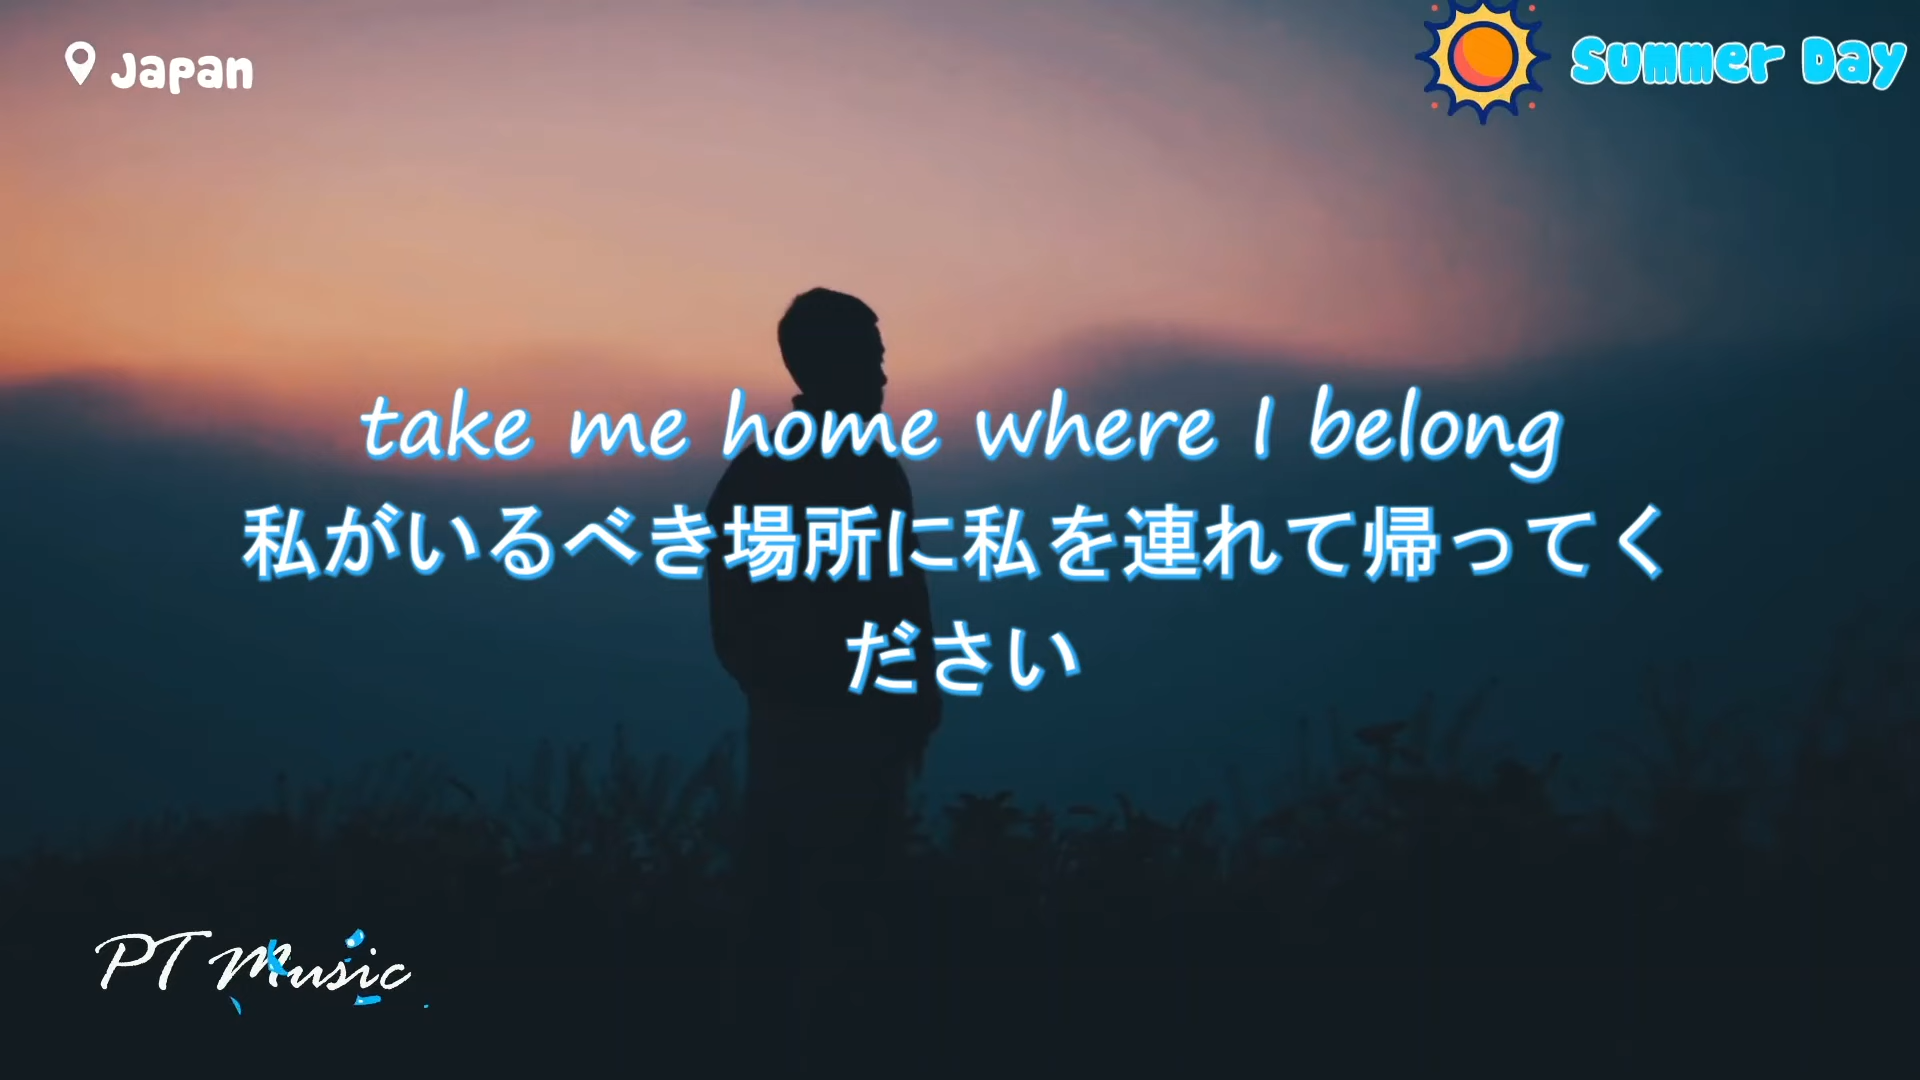 Japan
Summer Day
take me home where I belong
私がいるべき場所に私を連れて帰ってく
ださい
PT Music